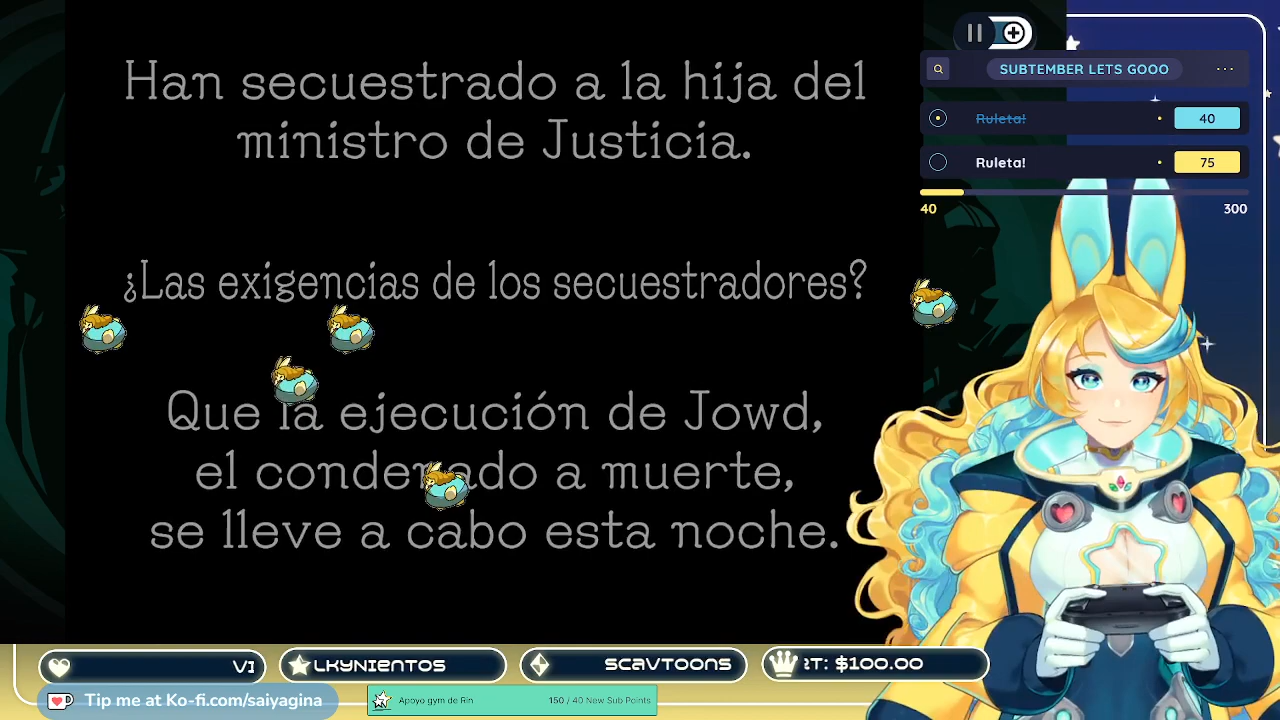 Han secuestrado a la hija del
ministro de Justicia.
¿Las exigencias de los secuestradores?
Que la ejecución de Jowd,
el condenado a muerte,
se lleve a cabo esta noche.
SUBTEMBER LETS GOOO
Ruleta! 40
Ruleta! 75
40 300
V1 LKYNIENTOS SCAVTOONS T: $100.00
Tip me at Ko-fi.com/saiyagina
Apoyo gym de Rin 150 / 40 New Sub Points